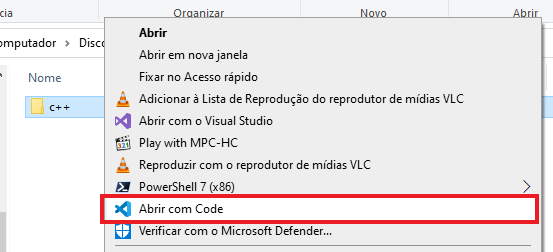 cia
Organizar
Novo
Abrir
omputador
Disco
Nome
c++
Abrir
Abrir em nova janela
Fixar no Acesso rápido
Adicionar à Lista de Reprodução do reprodutor de mídias VLC
Abrir com o Visual Studio
Play with MPC-HC
Reproduzir com o reprodutor de mídias VLC
PowerShell 7 (x86)
Abrir com Code
Verificar com o Microsoft Defender...